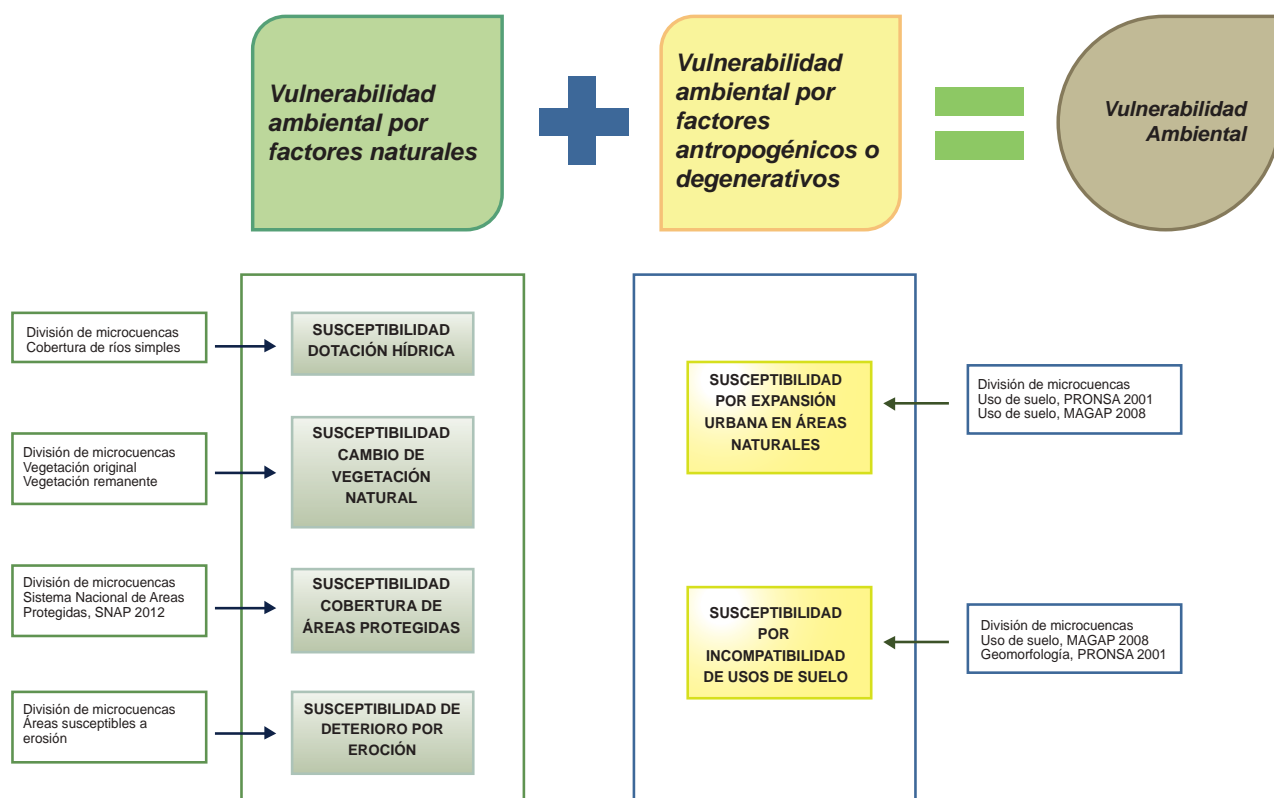 Vulnerabilidad
ambiental por
factores naturales
Vulnerabilidad
ambiental por
factores
antropogénicos o
degenerativos
Vulnerabilidad
Ambiental
División de microcuencas
Cobertura de ríos simples
SUSCEPTIBILIDAD
DOTACIÓN HÍDRICA
División de microcuencas
Vegetación original
Vegetación remanente
SUSCEPTIBILIDAD
CAMBIO DE
VEGETACIÓN
NATURAL
División de microcuencas
Sistema Nacional de Areas
Protegidas, SNAP 2012
SUSCEPTIBILIDAD
COBERTURA DE
ÁREAS PROTEGIDAS
División de microcuencas
Áreas susceptibles a
erosión
SUSCEPTIBILIDAD DE
DETERIORO POR
EROCIÓN
SUSCEPTIBILIDAD
POR EXPANSIÓN
URBANA EN ÁREAS
NATURALES
División de microcuencas
Uso de suelo, PRONSA 2001
Uso de suelo, MAGAP 2008
SUSCEPTIBILIDAD
POR
INCOMPATIBILIDAD
DE USOS DE SUELO
División de microcuencas
Uso de suelo, MAGAP 2008
Geomorfología, PRONSA 2001